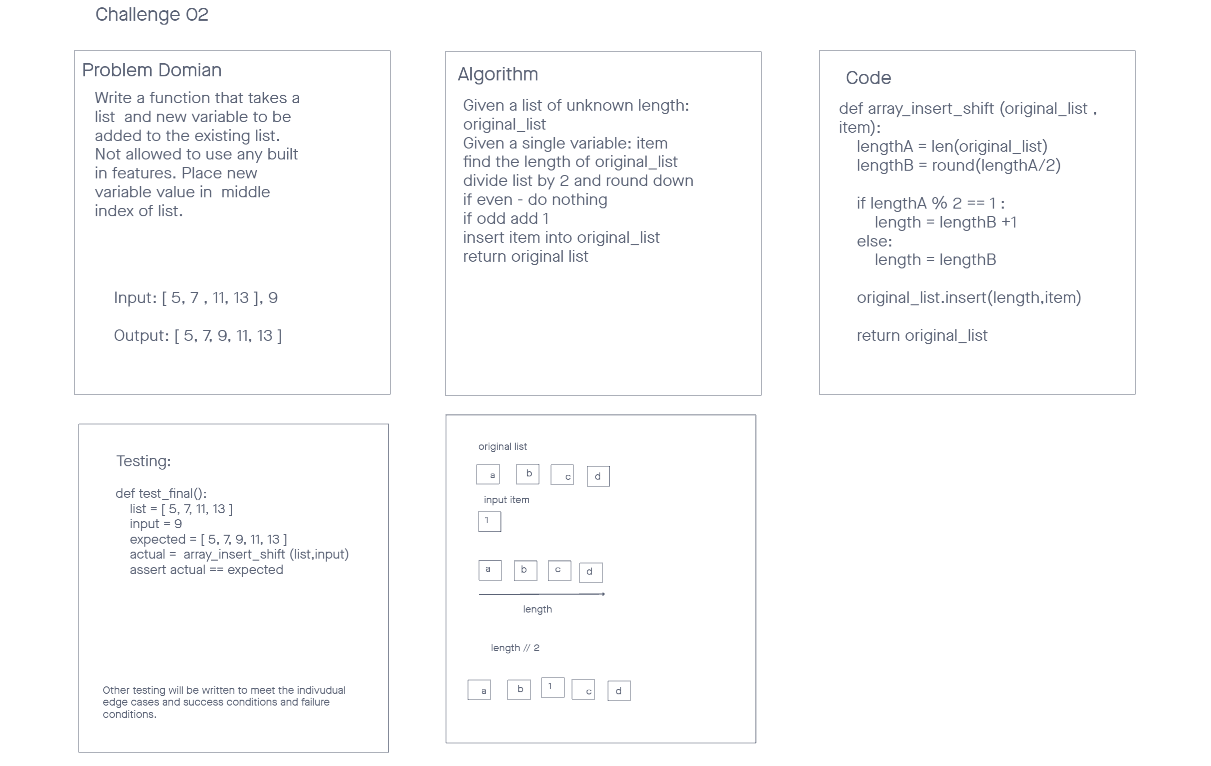 Challenge 02
Problem Domian
Write a function that takes a
list  and new variable to be
added to the existing list.
Not allowed to use any built
in features. Place new
variable value in  middle
index of list.
Input: [ 5, 7 , 11, 13 ], 9
Output: [ 5, 7, 9, 11, 13 ]
Algorithm
Given a list of unknown length:
original_list
Given a single variable: item
find the length of original_list
divide list by 2 and round down
if even - do nothing
if odd add 1
insert item into original_list
return original list
Code
def array_insert_shift (original_list ,
item):
lengthA = len(original_list)
lengthB = round(lengthA/2)
if lengthA % 2 == 1 :
length = lengthB +1
else:
length = lengthB
original_list.insert(length,item)
return original_list
Testing:
def test_final():
list = [ 5, 7, 11, 13 ]
input = 9
expected = [ 5, 7, 9, 11, 13 ]
actual =  array_insert_shift (list,input)
assert actual == expected
Other testing will be written to meet the indivudual
edge cases and success conditions and failure
conditions.
original list
a b c d
input item
1
a b c d
length
length // 2
a b 1 c d